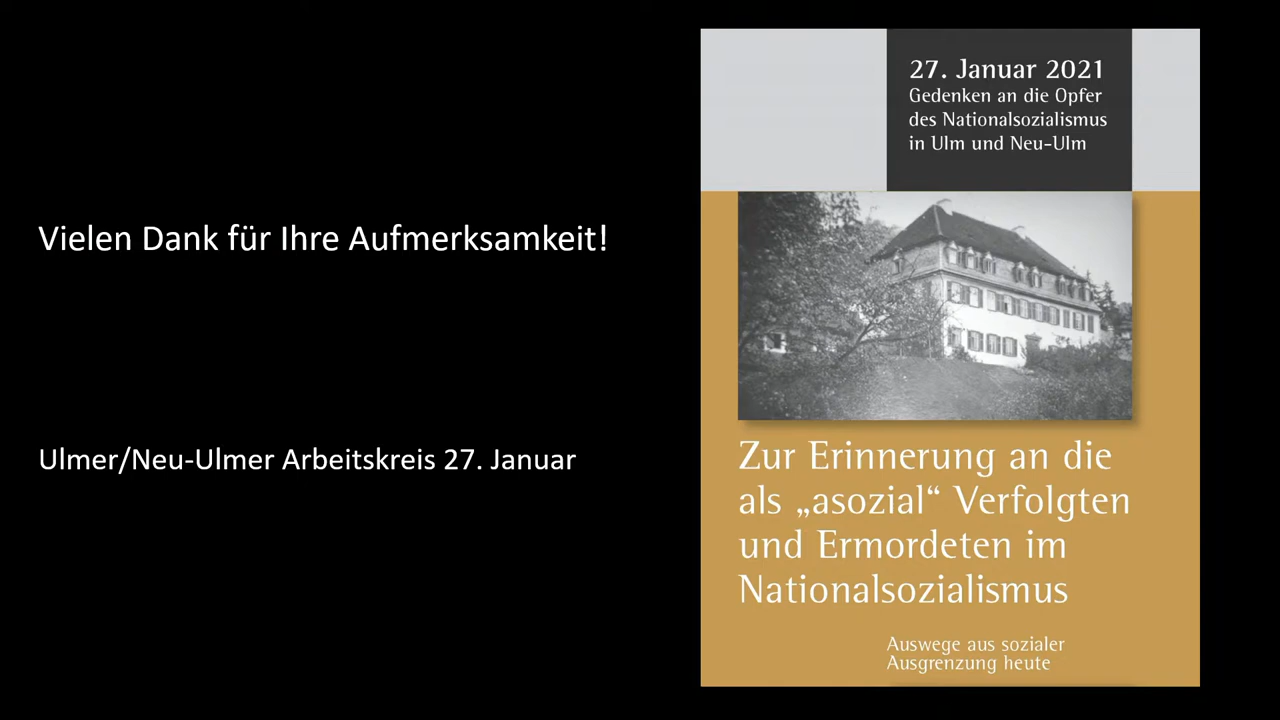 Vielen Dank für Ihre Aufmerksamkeit!
Ulmer/Neu-Ulmer Arbeitskreis 27. Januar
27. Januar 2021
Gedenken an die Opfer
des Nationalsozialismus
in Ulm und Neu-Ulm
Zur Erinnerung an die
als „asozial“ Verfolgten
und Ermordeten im
Nationalsozialismus
Auswege aus sozialer
Ausgrenzung heute